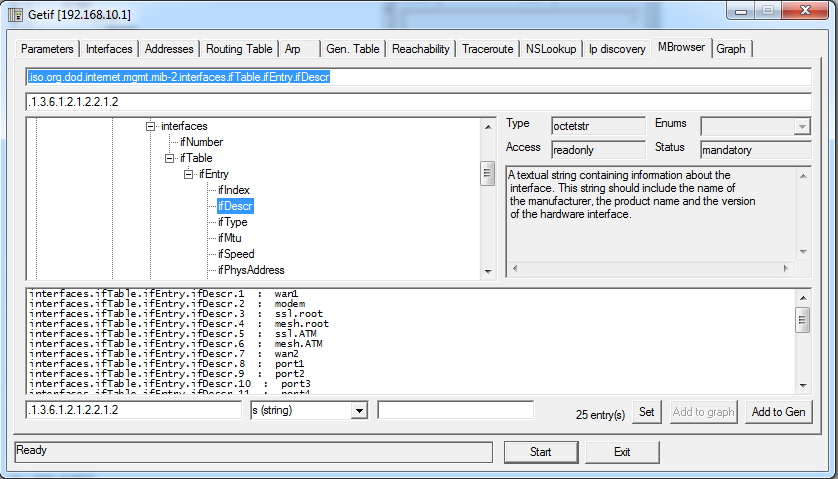 Getif [192.168.10.1]
Parameters Interfaces Addresses Routing Table Arp Gen. Table Reachability Traceroute NSLookup Ip discovery MBrowser Graph
.iso.org.dod.internet.mgmt.mib-2.interfaces.ifTable.ifEntry.ifDescr
.1.3.6.1.2.1.2.2.1.2
interfaces
ifNumber
ifTable
ifEntry
ifIndex
ifDescr
ifType
ifMtu
ifSpeed
ifPhysAddress
Type octetstr Enums
Access readonly Status mandatory
A textual string containing information about the
interface. This string should include the name of
the manufacturer, the product name and the version
of the hardware interface.
interfaces.ifTable.ifEntry.ifDescr.1 : wan1
interfaces.ifTable.ifEntry.ifDescr.2 : modem
interfaces.ifTable.ifEntry.ifDescr.3 : ssl.root
interfaces.ifTable.ifEntry.ifDescr.4 : mesh.root
interfaces.ifTable.ifEntry.ifDescr.5 : ssl.ATM
interfaces.ifTable.ifEntry.ifDescr.6 : mesh.ATM
interfaces.ifTable.ifEntry.ifDescr.7 : wan2
interfaces.ifTable.ifEntry.ifDescr.8 : port1
interfaces.ifTable.ifEntry.ifDescr.9 : port2
interfaces.ifTable.ifEntry.ifDescr.10 : port3
interfaces.ifTable.ifEntry.ifDescr.11 : port4
.1.3.6.1.2.1.2.2.1.2 s (string) 25 entry(s) Set Add to graph Add to Gen
Ready Start Exit